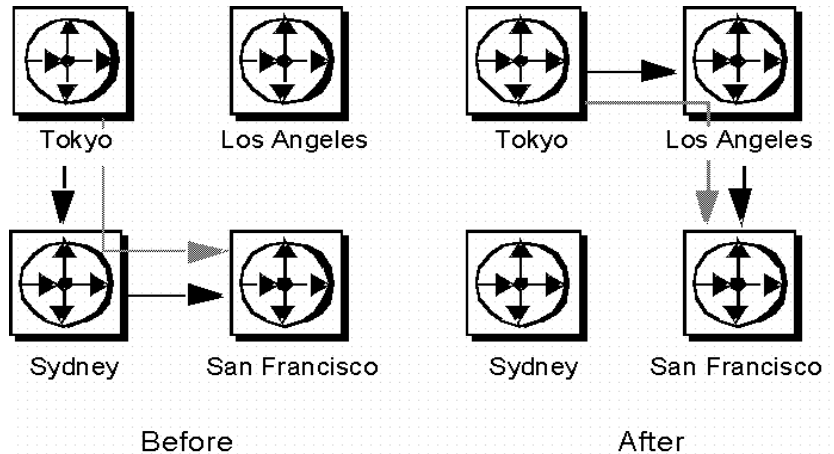 Tokyo
Los Angeles
Tokyo
Los Angeles
Sydney
San Francisco
Sydney
San Francisco
Before
After